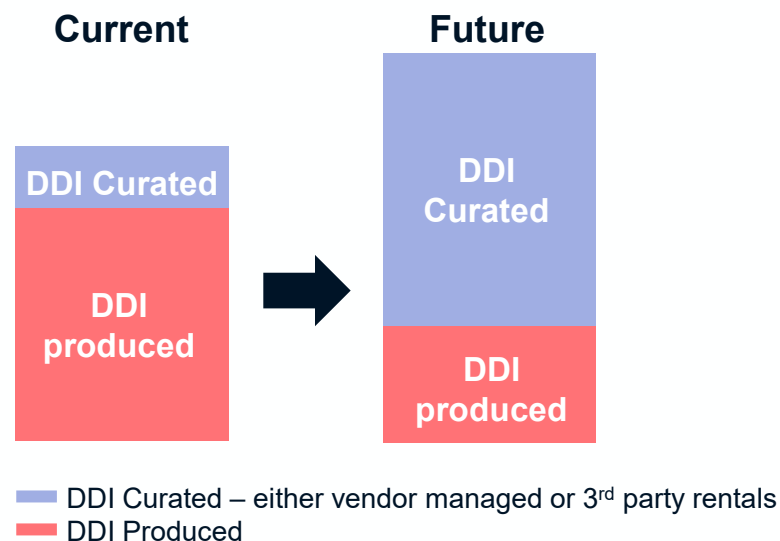 Current
Future
DDI Curated
DDI
produced
DDI
Curated
DDI
produced
DDI Curated – either vendor managed or 3rd party rentals
DDI Produced